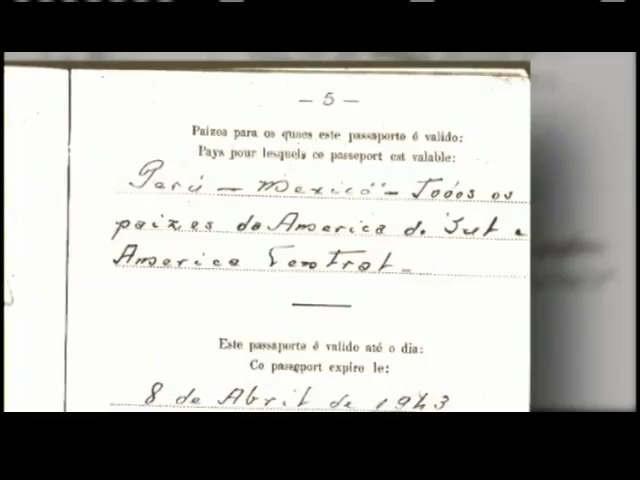 — 5 —
Paizes para os quaes este passaporte é valido:
Pays pour lesquels ce passeport est valable:
Perú — Mexicó — Todos os
paizes da America do Sul e
America Central.
Este passaporte é valido até o dia:
Ce passeport expire le:
8 de Abril de 1943